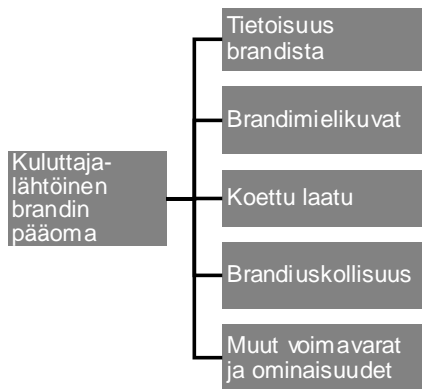 Kuluttaja-
lähtöinen
brandin
pääoma
Tietoisuus
brandista
Brandimielikuvat
Koettu laatu
Brandiuskollisuus
Muut voimavarat
ja ominaisuudet